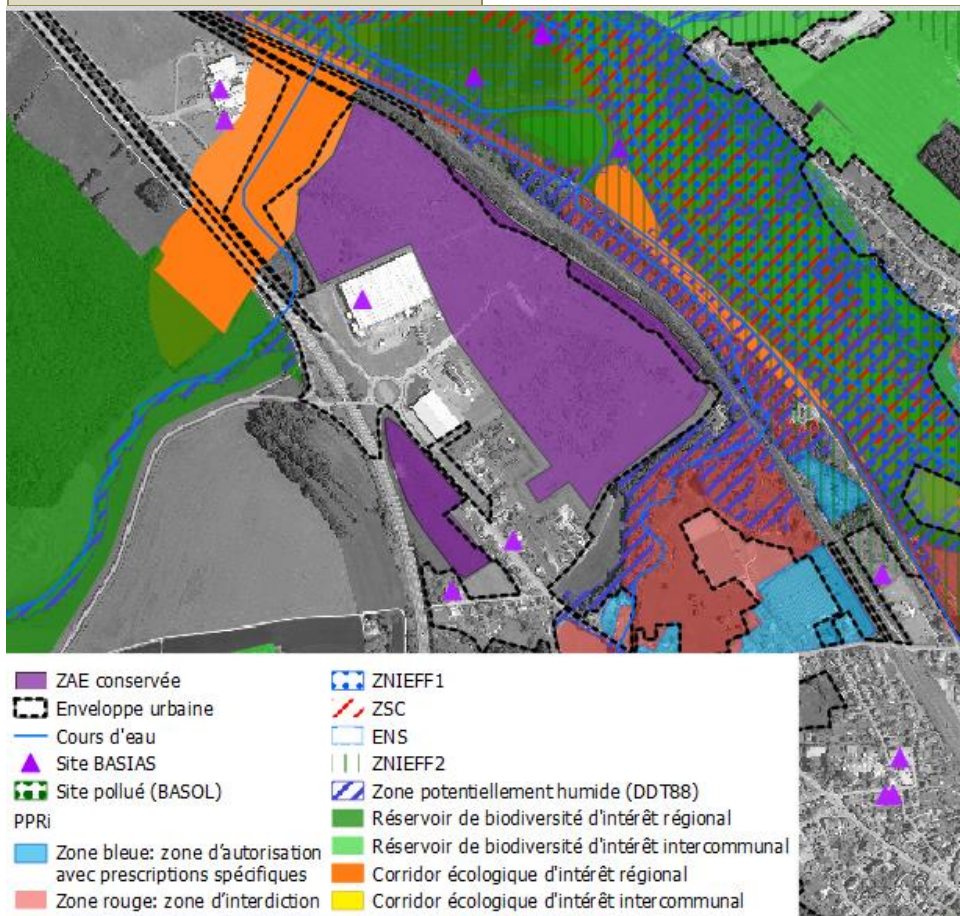 ZAE conservée
Enveloppe urbaine
Cours d'eau
Site BASIAS
Site pollué (BASOL)
PPRi
Zone bleue: zone d'autorisation
avec prescriptions spécifiques
Zone rouge: zone d'interdiction
ZNIEFF1
ZSC
ENS
ZNIEFF2
Zone potentiellement humide (DDT88)
Réservoir de biodiversité d'intérêt régional
Réservoir de biodiversité d'intérêt intercommunal
Corridor écologique d'intérêt régional
Corridor écologique d'intérêt intercommunal